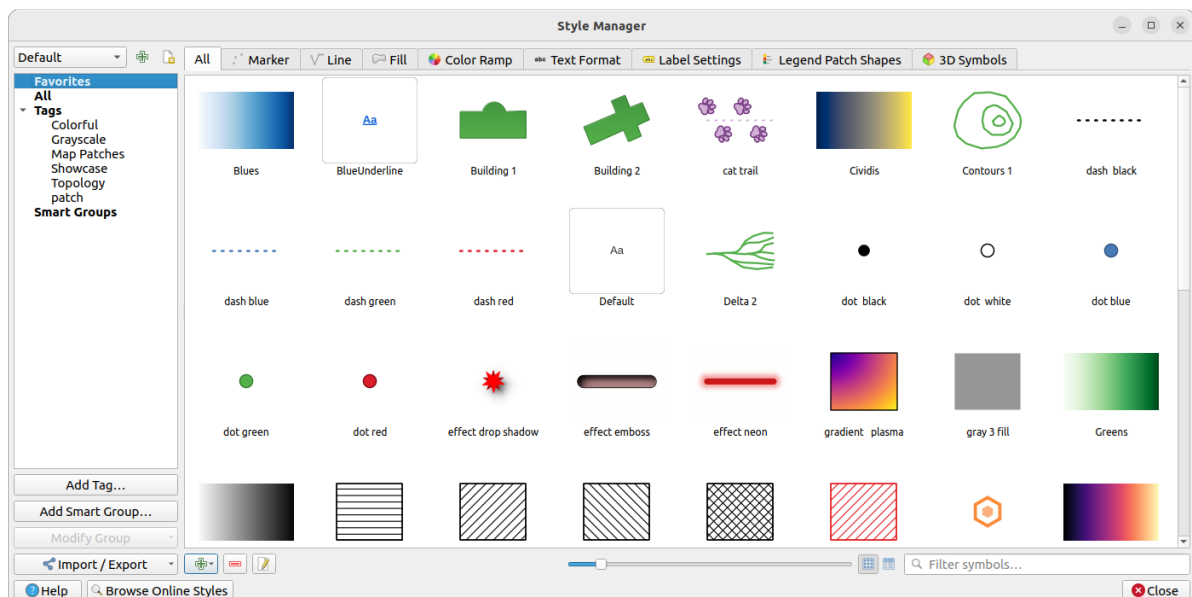 Style Manager
Default
All
Marker
Line
Fill
Color Ramp
abc Text Format
abc Label Settings
Legend Patch Shapes
3D Symbols
Favorites
All
Tags
Colorful
Grayscale
Map Patches
Showcase
Topology
patch
Smart Groups
Aa
Blues
BlueUnderline
Building 1
Building 2
cat trail
Cividis
Contours 1
dash black
Aa
dash blue
dash green
dash red
Default
Delta 2
dot black
dot white
dot blue
dot green
dot red
effect drop shadow
effect emboss
effect neon
gradient plasma
gray 3 fill
Greens
Add Tag...
Add Smart Group...
Modify Group
Import / Export
Filter symbols...
Help
Browse Online Styles
Close